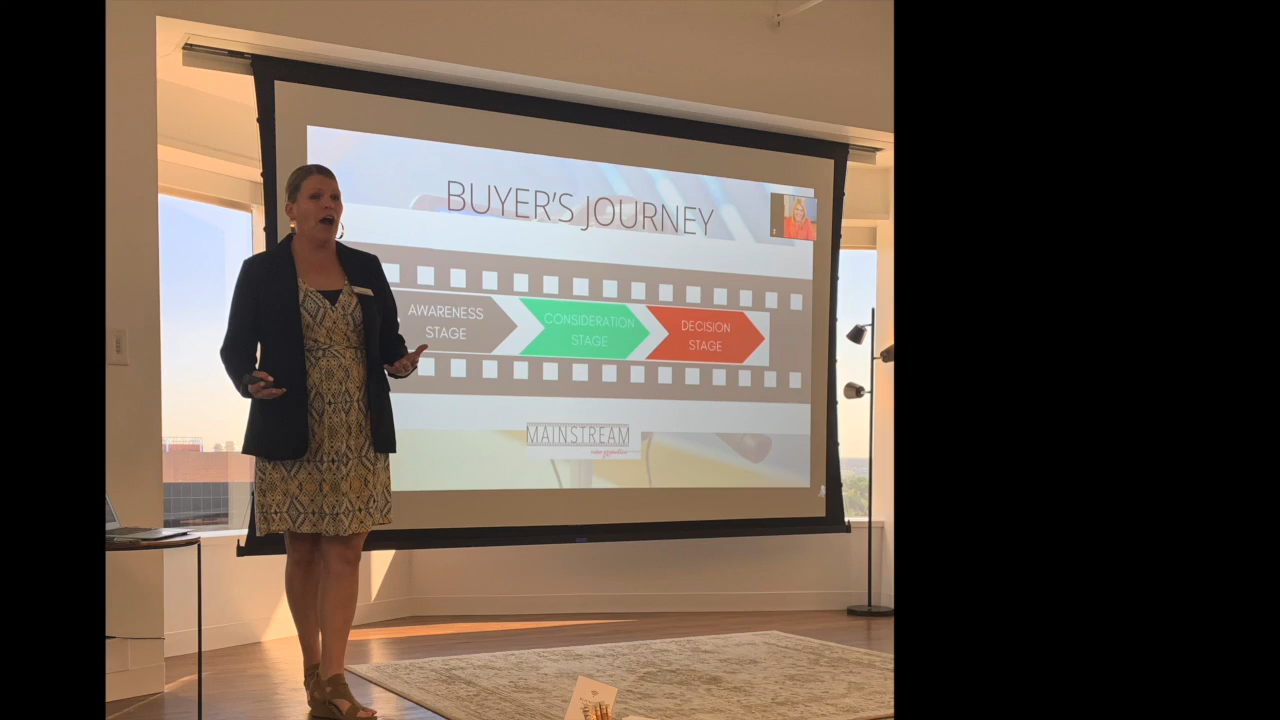 BUYER'S JOURNEY
AWARENESS
STAGE
CONSIDERATION
STAGE
DECISION
STAGE
MAINSTREAM